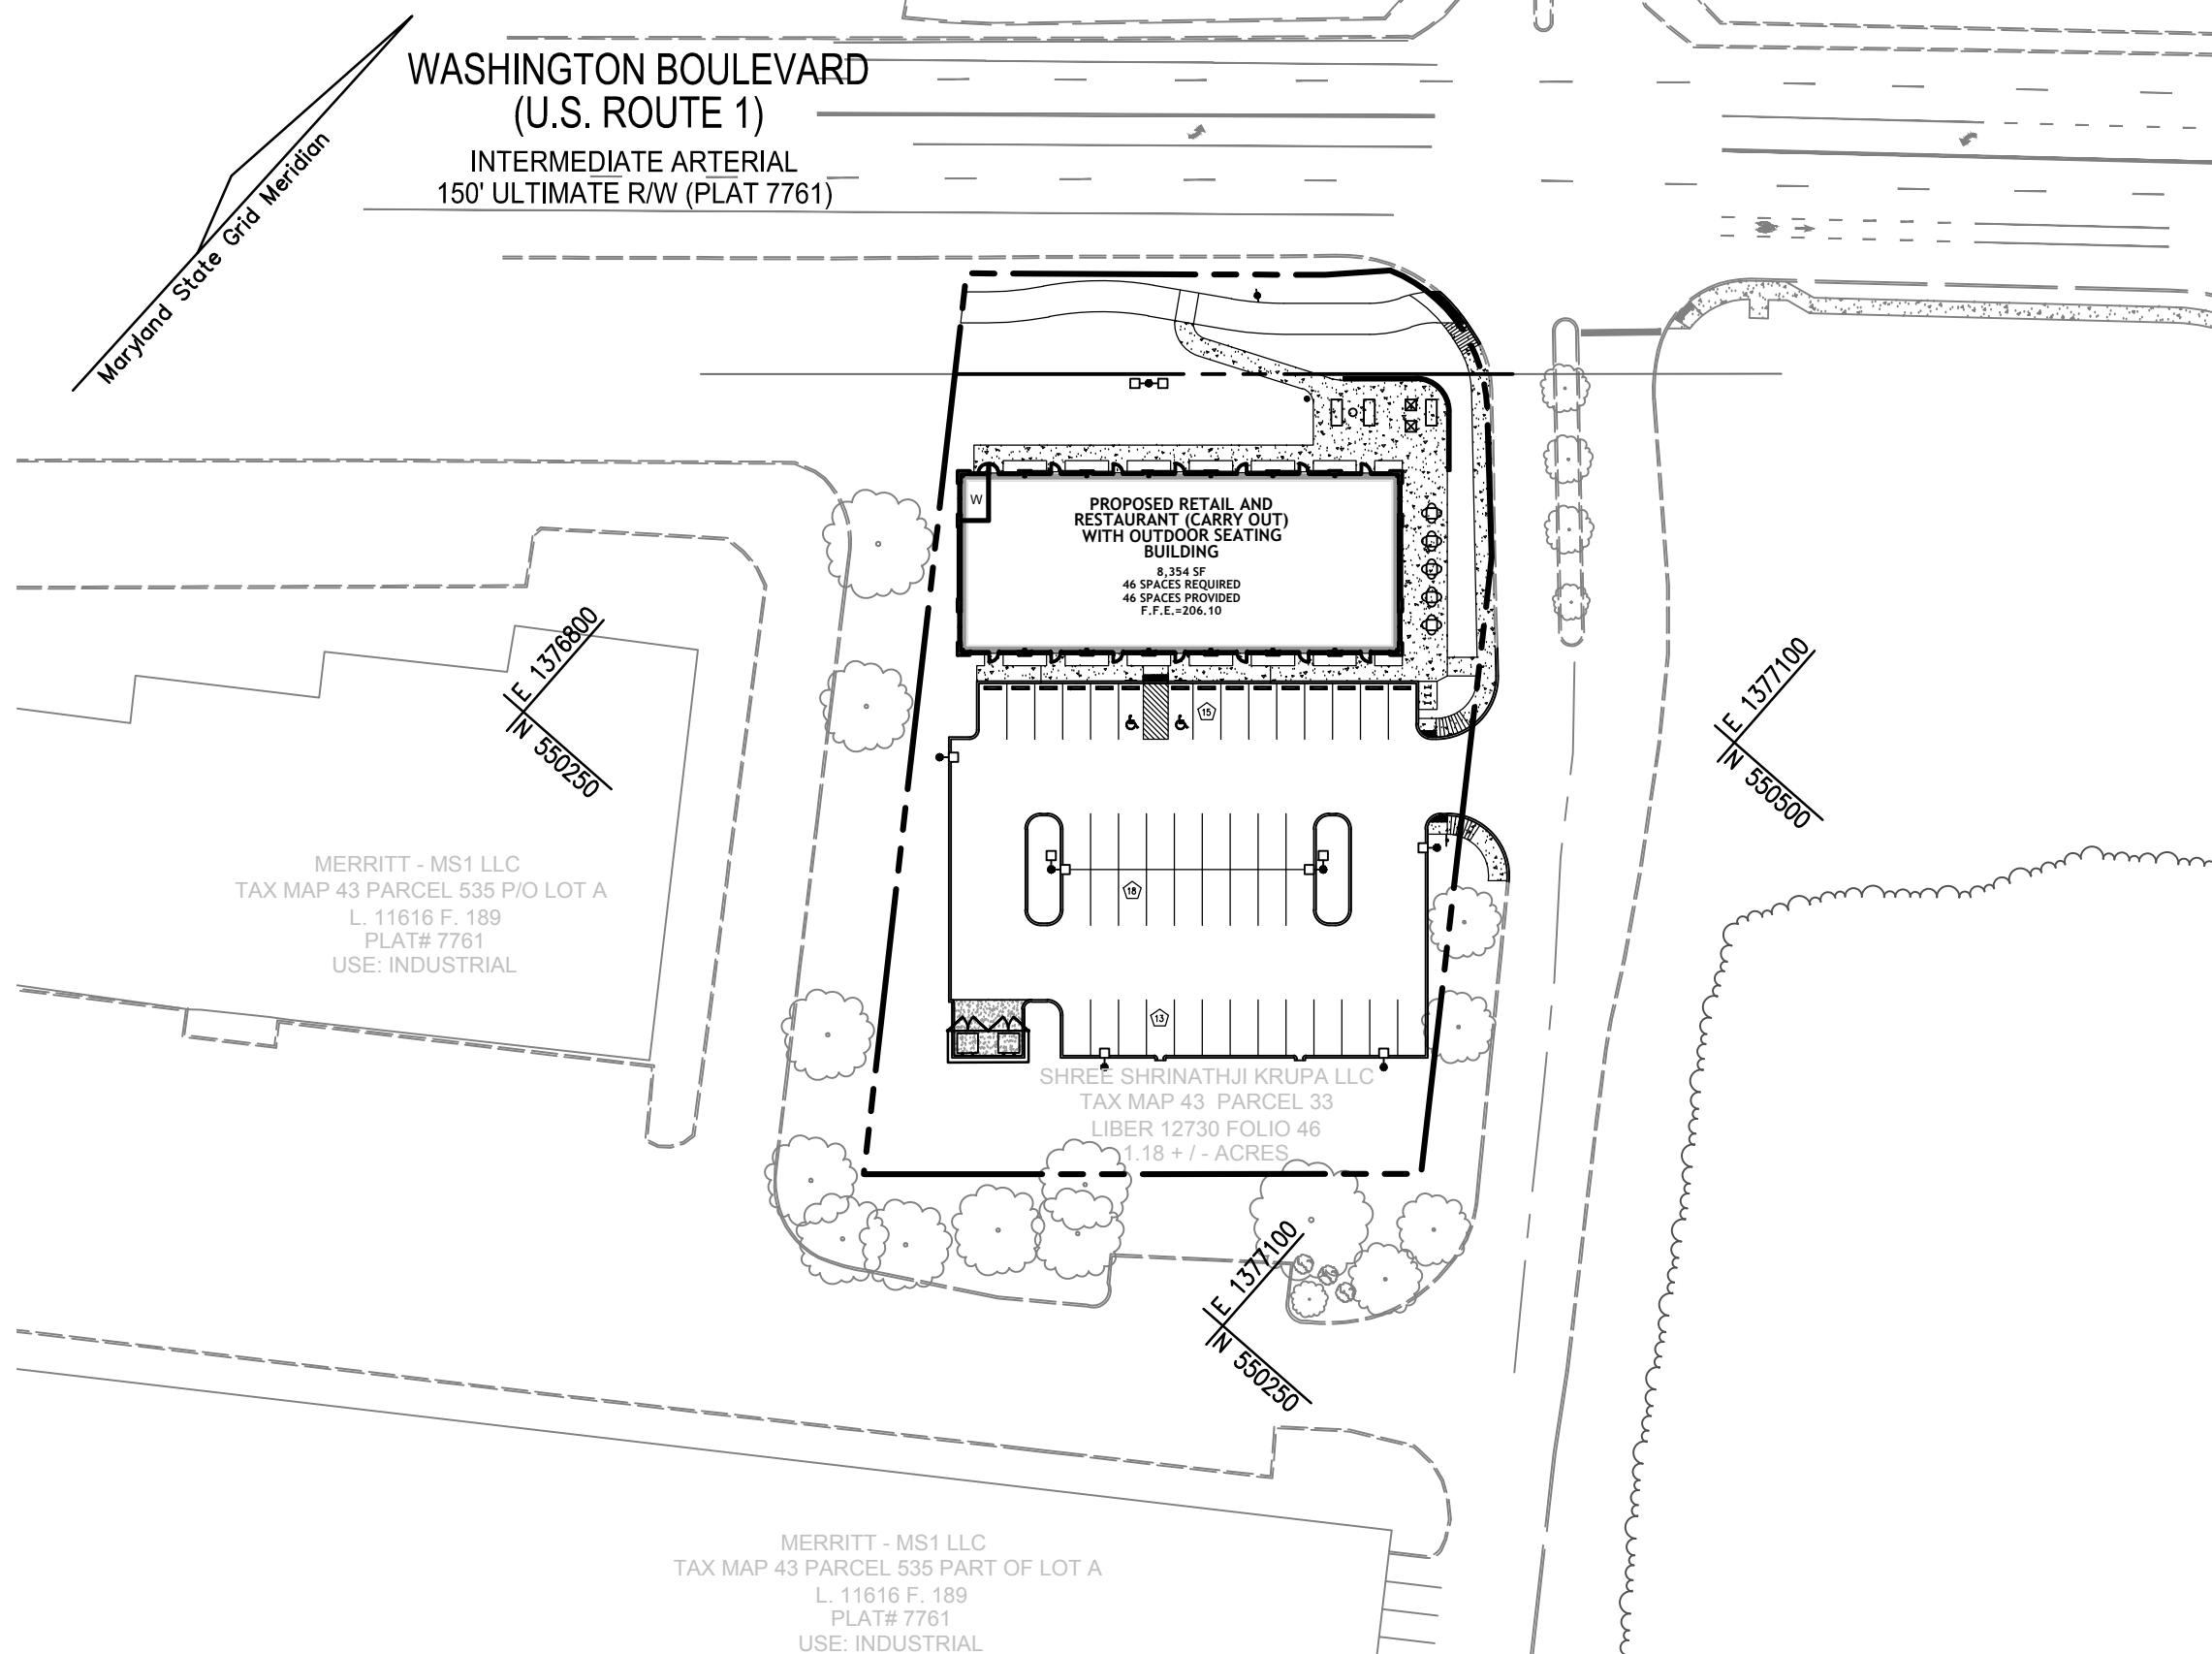 WASHINGTON BOULEVARD
(U.S. ROUTE 1)
INTERMEDIATE ARTERIAL
150' ULTIMATE R/W (PLAT 7761)
Maryland State Grid Meridian
W
PROPOSED RETAIL AND
RESTAURANT (CARRY OUT)
WITH OUTDOOR SEATING
BUILDING
8,354 SF
46 SPACES REQUIRED
46 SPACES PROVIDED
F.F.E.=206.10
E 1376800
N 550250
E 1377100
N 550500
15
MERRITT - MS1 LLC
TAX MAP 43 PARCEL 535 P/O LOT A
L. 11616 F. 189
PLAT# 7761
USE: INDUSTRIAL
18
13
SHREE SHRINATHJI KRUPA LLC
TAX MAP 43 PARCEL 33
LIBER 12730 FOLIO 46
1.18 + / - ACRES
E 1377100
N 550250
MERRITT - MS1 LLC
TAX MAP 43 PARCEL 535 PART OF LOT A
L. 11616 F. 189
PLAT# 7761
USE: INDUSTRIAL